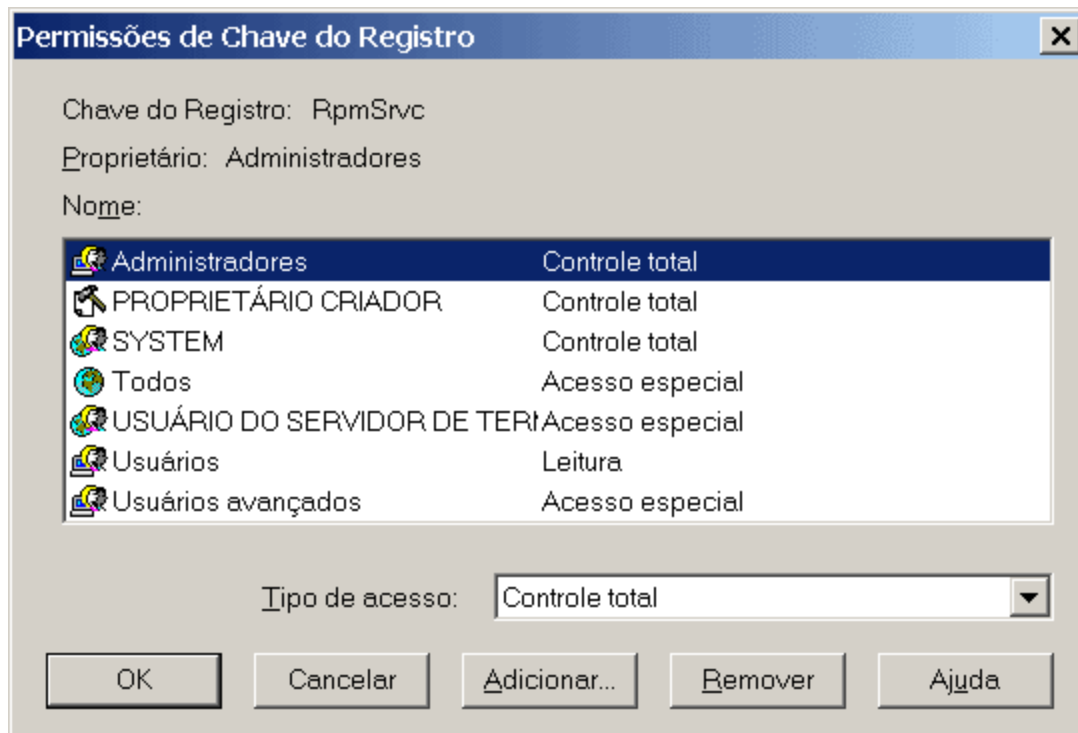 Permissões de Chave do Registro
Chave do Registro: RpmSrvc
Proprietário: Administradores
Nome:
Administradores Controle total
PROPRIETÁRIO CRIADOR Controle total
SYSTEM Controle total
Todos Acesso especial
USUÁRIO DO SERVIDOR DE Acesso especial
Usuários Leitura
Usuários avançados Acesso especial
Tipo de acesso: Controle total
OK Cancelar Adicionar... Remover Ajuda